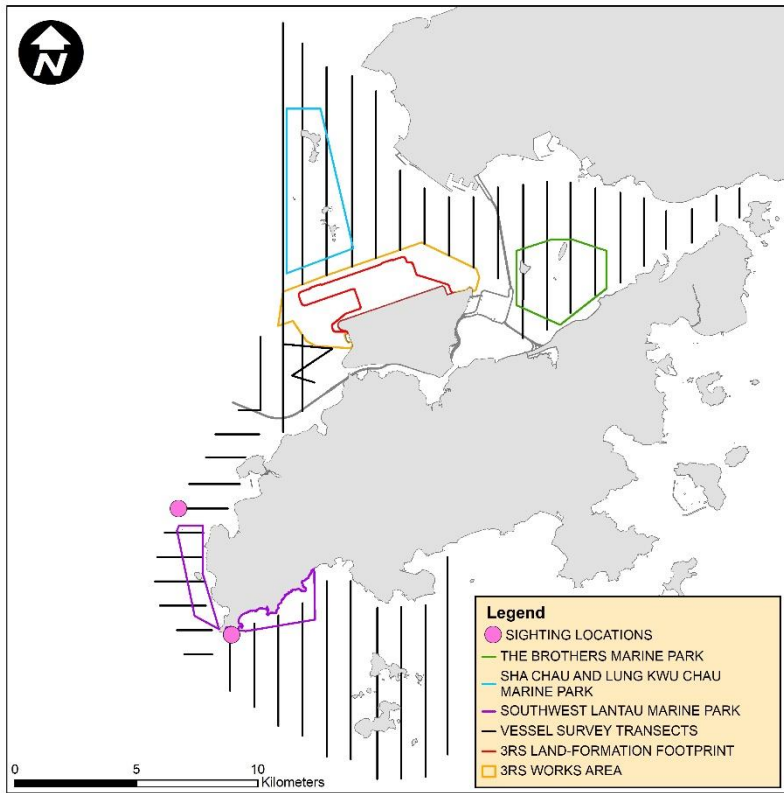 N
Legend
SIGHTING LOCATIONS
THE BROTHERS MARINE PARK
SHA CHAU AND LUNG KWU CHAU
MARINE PARK
SOUTHWEST LANTAU MARINE PARK
VESSEL SURVEY TRANSECTS
3RS LAND-FORMATION FOOTPRINT
3RS WORKS AREA
0 5 10
Kilometers